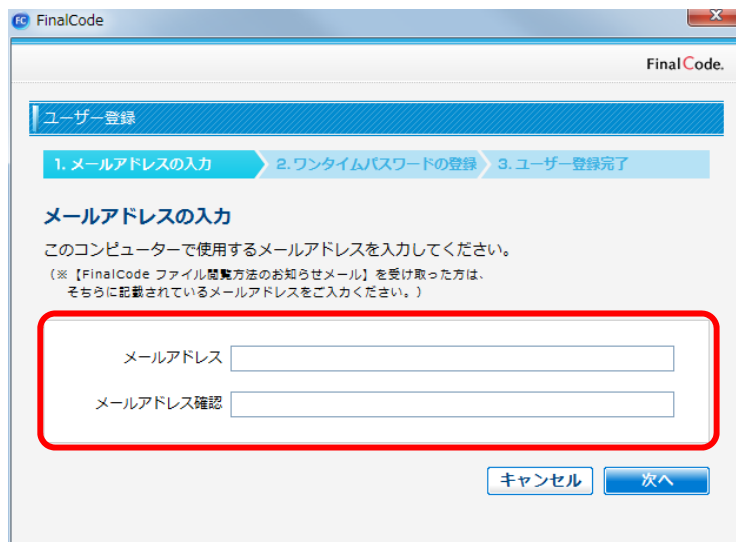 FC FinalCode
FinalCode.
ユーザー登録
1. メールアドレスの入力 2. ワンタイムパスワードの登録 3. ユーザー登録完了
メールアドレスの入力
このコンピューターで使用するメールアドレスを入力してください。
(※【FinalCode ファイル閲覧方法のお知らせメール】を受け取った方は、
そちらに記載されているメールアドレスをご入力ください。)
メールアドレス
メールアドレス確認
キャンセル 次へ